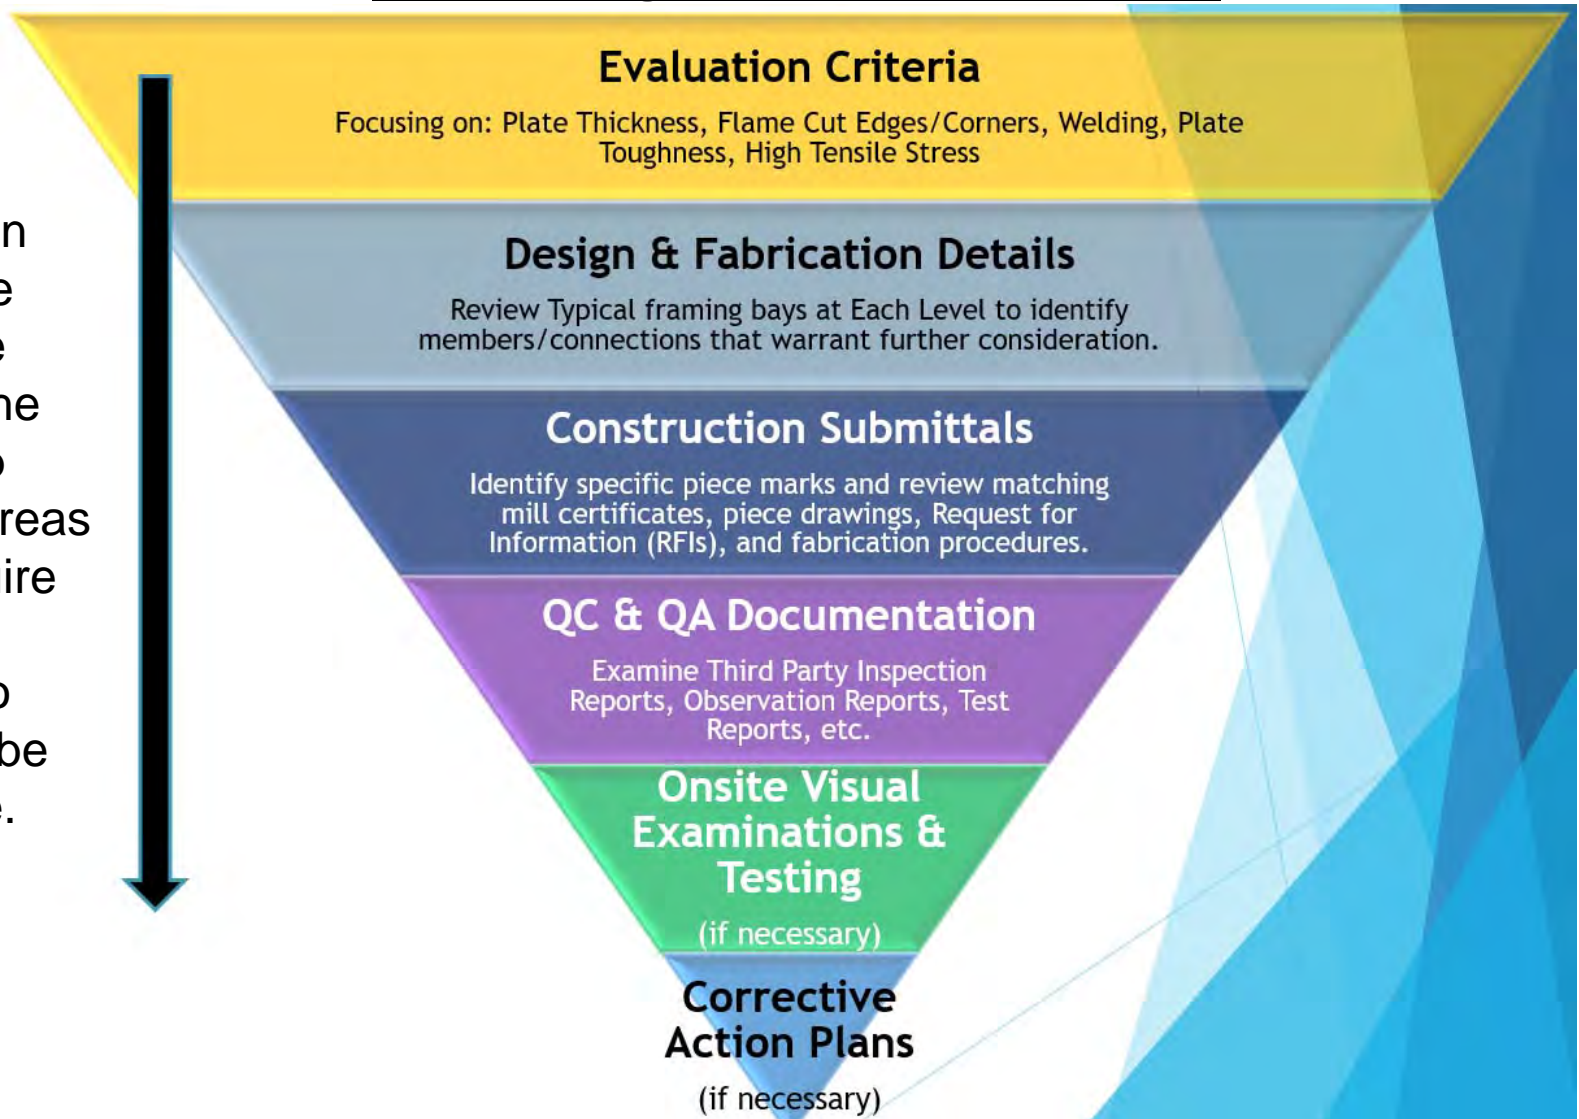 Evaluation Criteria
Focusing on: Plate Thickness, Flame Cut Edges/Corners, Welding, Plate
Toughness, High Tensile Stress
Design & Fabrication Details
Review Typical framing bays at Each Level to identify
members/connections that warrant further consideration.
Construction Submittals
Identify specific piece marks and review matching
mill certificates, piece drawings, Request for
Information (RFIs), and fabrication procedures.
QC & QA Documentation
Examine Third Party Inspection
Reports, Observation Reports, Test
Reports, etc.
Onsite Visual
Examinations &
Testing
(if necessary)
Corrective
Action Plans
(if necessary)
be